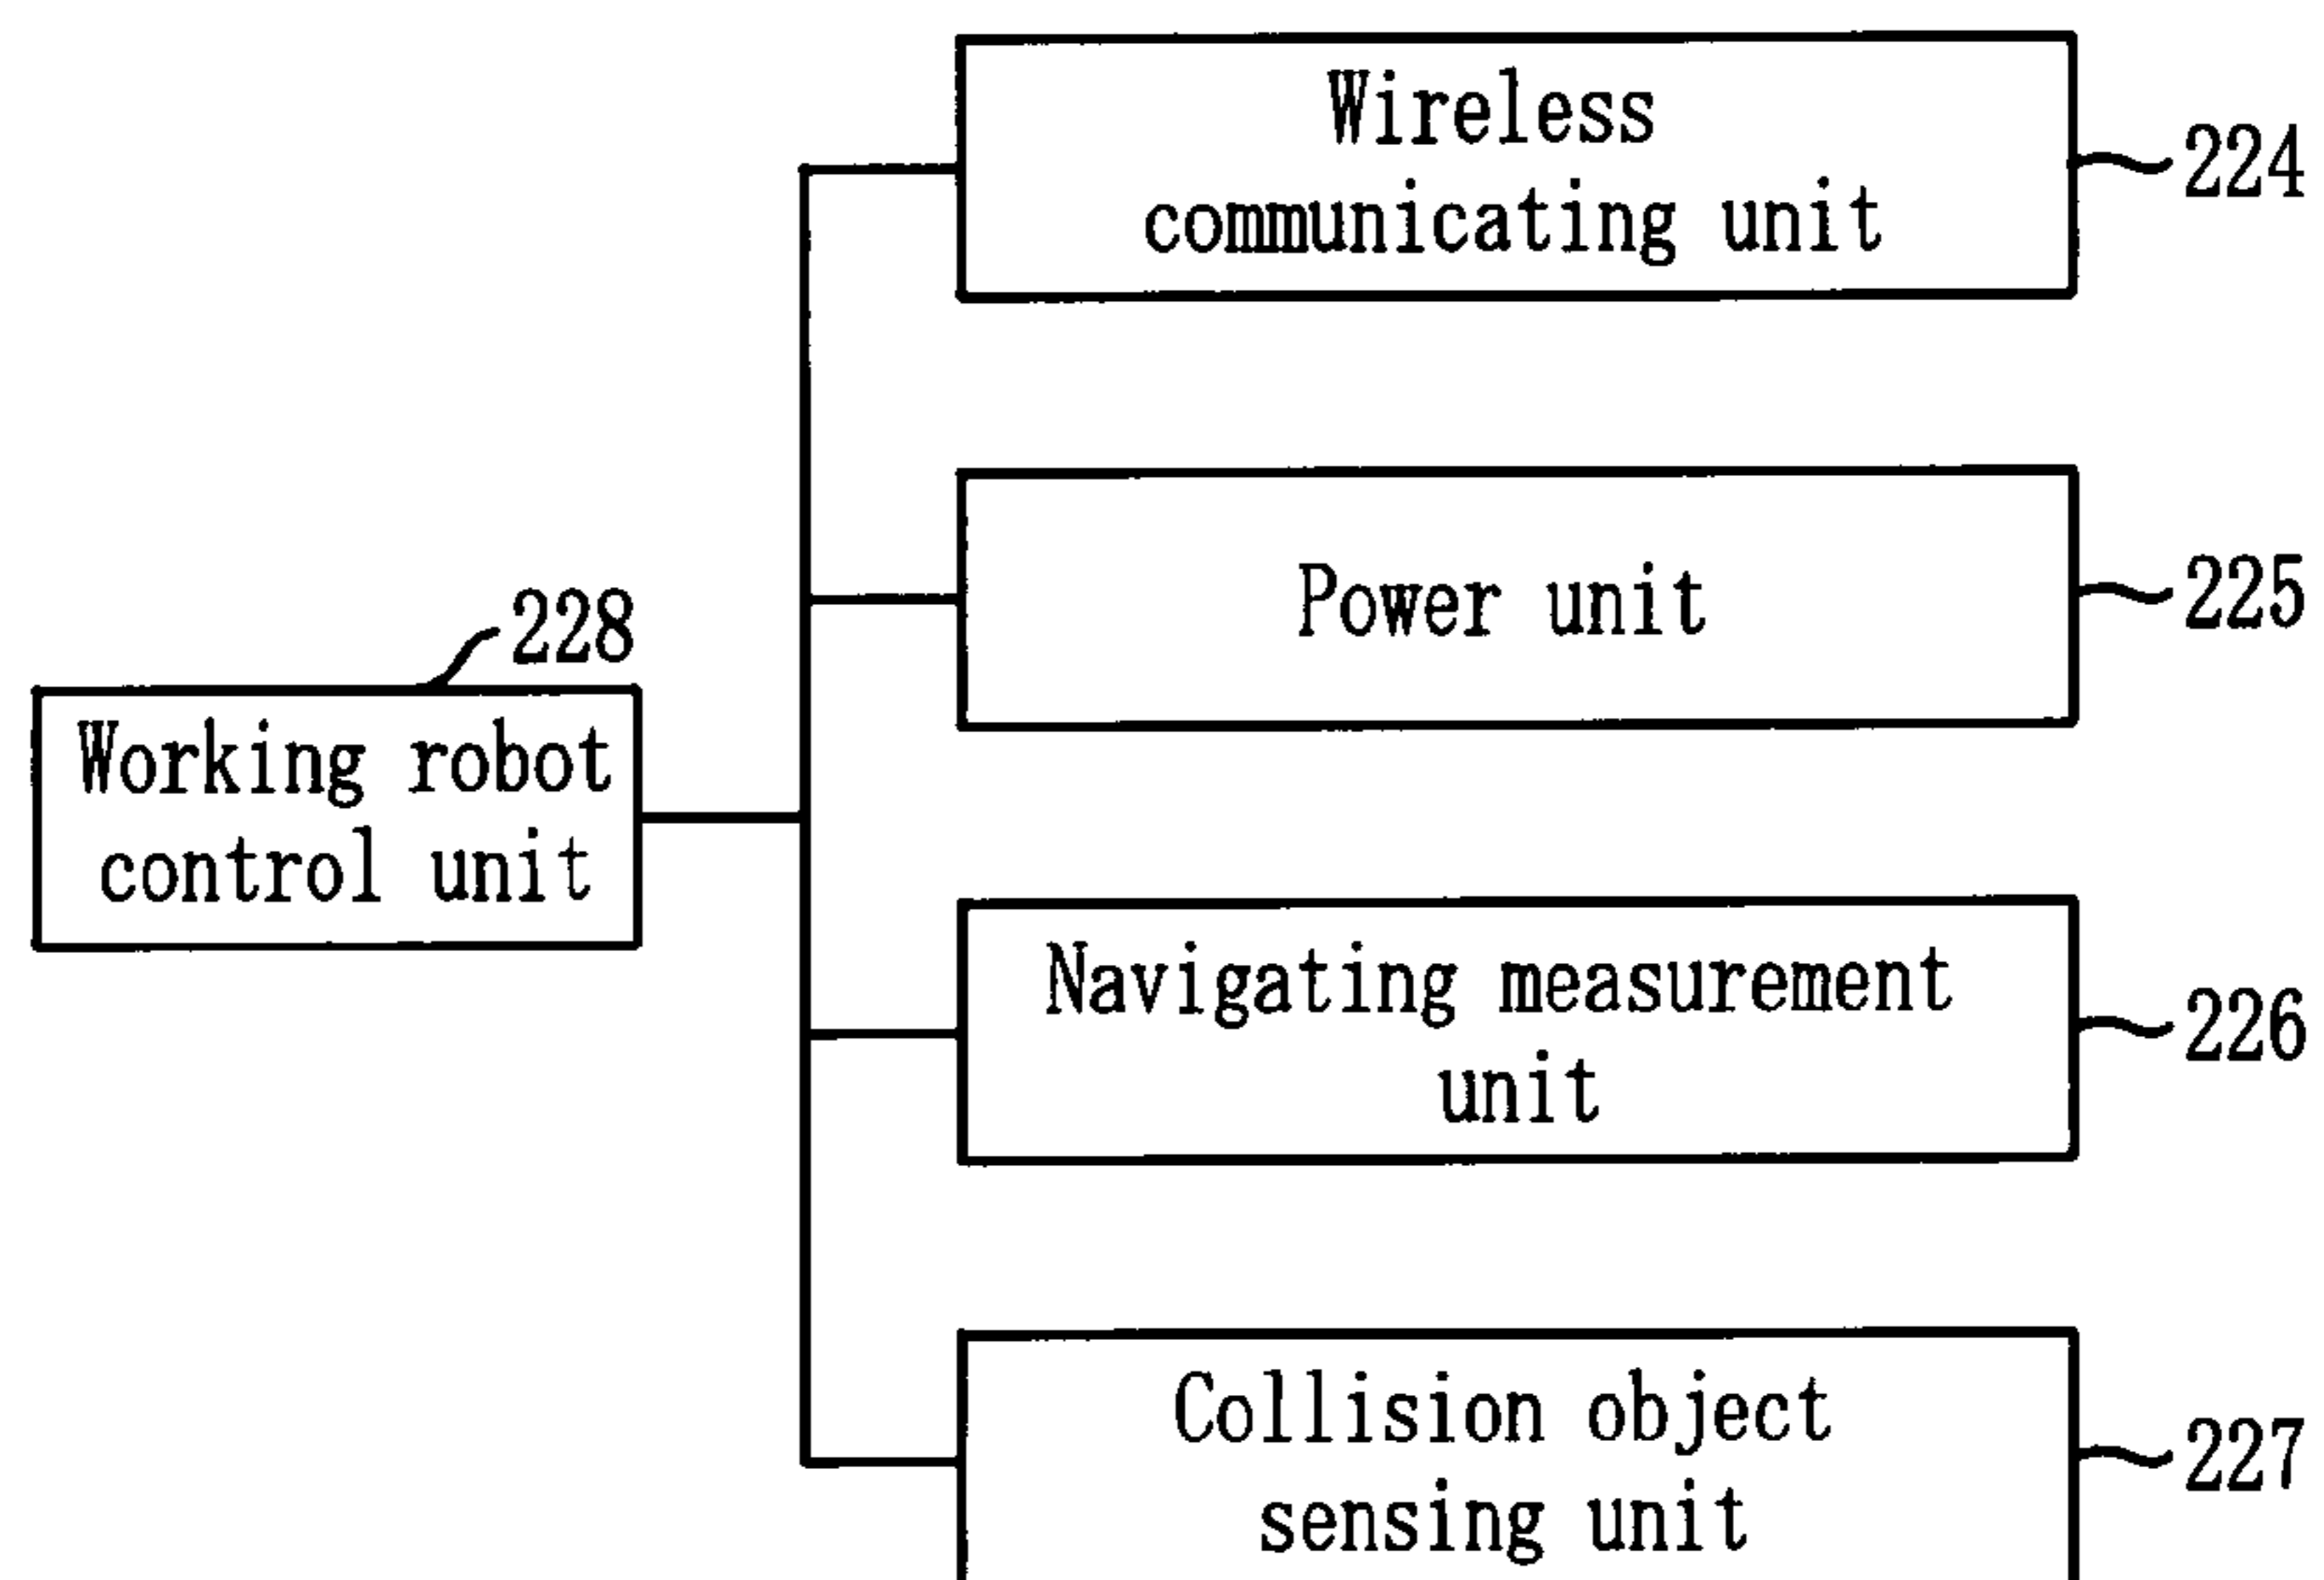 Wireless
communicating unit
224
Power unit
225
228
Working robot
control unit
Navigating measurement
unit
226
Collision object
sensing unit
227